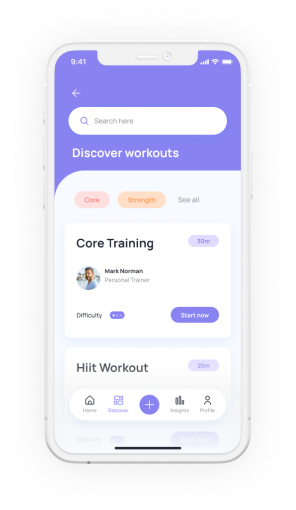 9:41
Search here
Discover workouts
Core Strength See all
Core Training 30m
Mark Norman
Personal Trainer
Difficulty Start now
Hiit Workout 25m
Home Discover Insights Profile